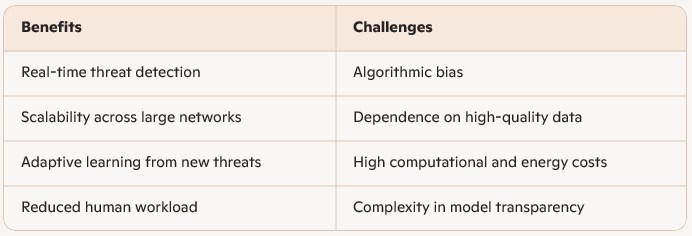 Benefits Challenges
Real-time threat detection Algorithmic bias
Scalability across large networks Dependence on high-quality data
Adaptive learning from new threats High computational and energy costs
Reduced human workload Complexity in model transparency